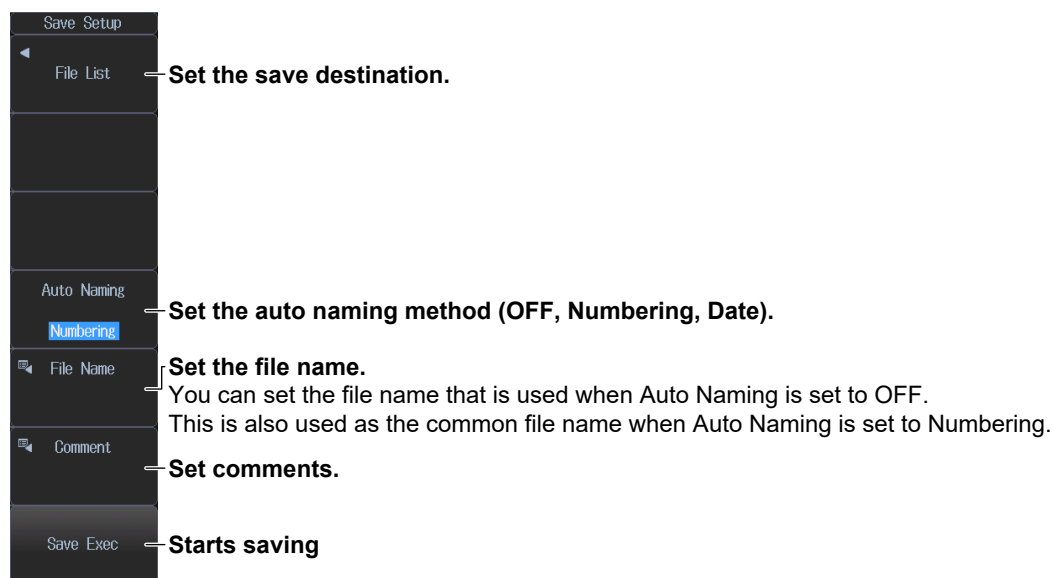 Save Setup
File List
Set the save destination.
Auto Naming
Numbering
Set the auto naming method (OFF, Numbering, Date).
File Name
Set the file name.
You can set the file name that is used when Auto Naming is set to OFF.
This is also used as the common file name when Auto Naming is set to Numbering.
Comment
Set comments.
Save Exec
Starts saving